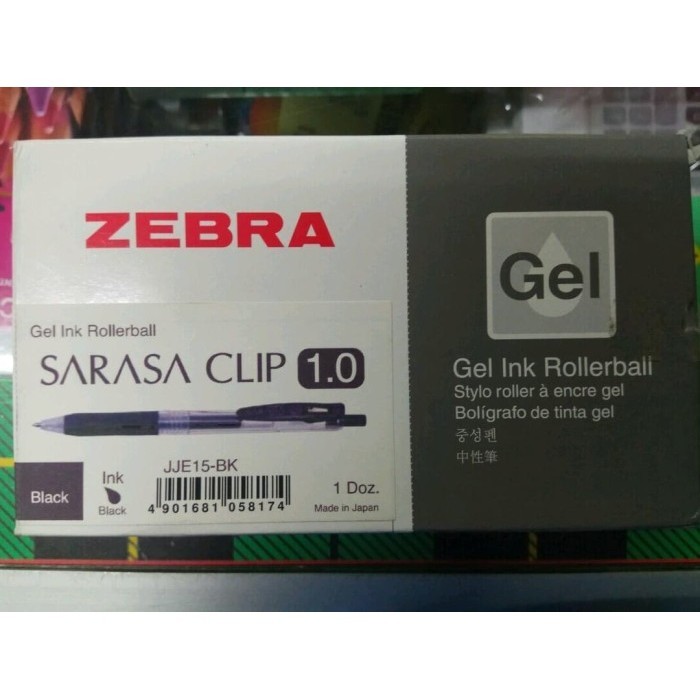 ZEBRA
Gel Ink Rollerball
SARASA CLIP 1.0
JJE15-BK
Black
Ink
Black
4 901681 058174
1 Doz.
Made in Japan
Gel
Gel Ink Rollerball
Stylo roller à encre gel
Bolígrafo de tinta gel
중성펜
中性筆